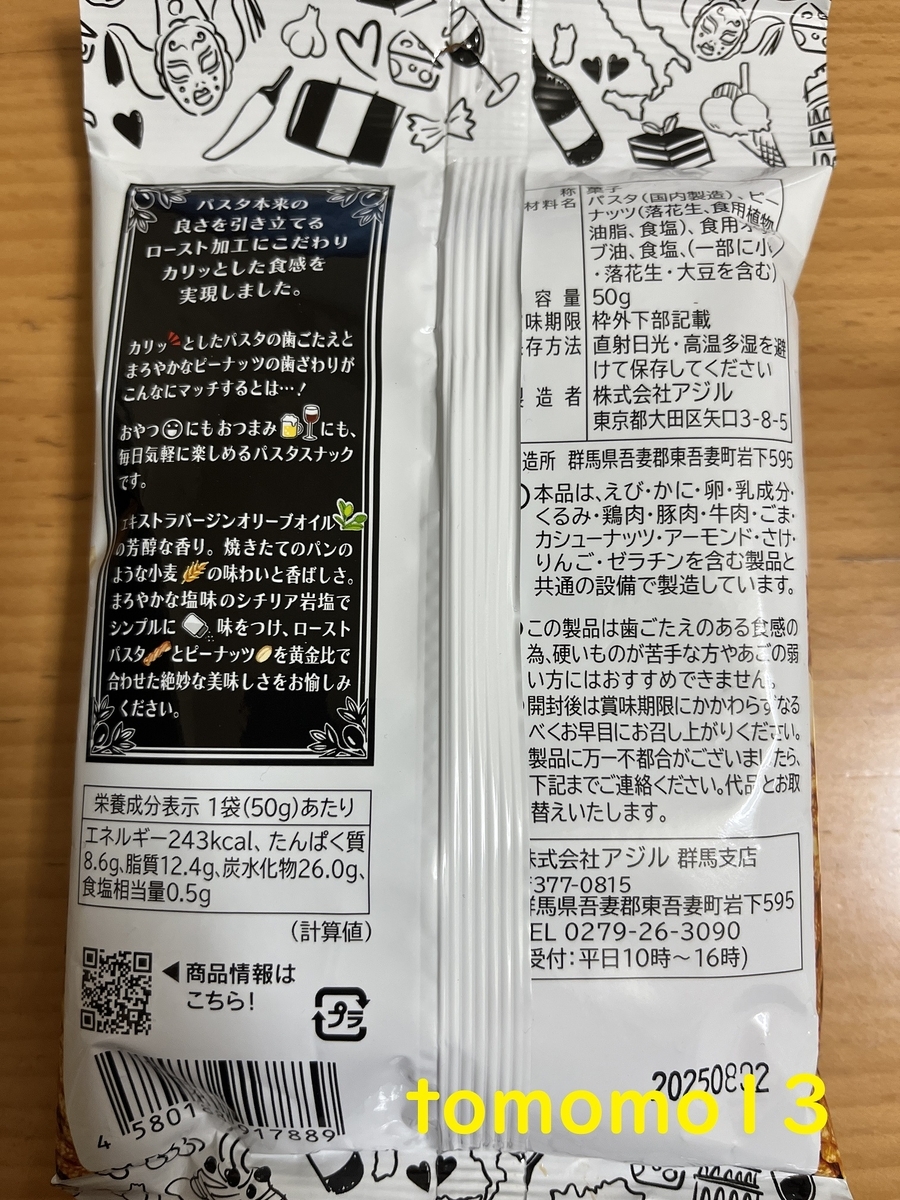 パスタ本来の
良さを引き立てる
ロースト加工にこだわり
カリッとした食感を
実現しました。
カリッとしたパスタの歯ごたえと
まろやかなピーナッツの歯ざわりが
こんなにマッチするとは…！
おやつにもおつまみにも、
毎日気軽に楽しめるパスタスナック
です。
エキストラバージンオリーブオイル
の芳醇な香り。焼きたてのパンの
ような小麦の味わいと香ばしさ。
まろやかな塩味のシチリア岩塩で
シンプルに味をつけ、ロースト
パスタとピーナッツを黄金比で
合わせた絶妙な美味しさをお愉しみ
ください。
栄養成分表示 1袋(50g)あたり
エネルギー243kcal、たんぱく質
8.6g、脂質12.4g、炭水化物26.0g、
食塩相当量0.5g
(計算値)
◀商品情報は
こちら！
プラ
4 5801 917889
称 菓子
材料名 パスタ(国内製造)、ピー
ナッツ(落花生、食用植物
油脂、食塩)、食用オ
ブ油、食塩、(一部に小
・落花生・大豆を含む)
容量 50g
味期限 枠外下部記載
存方法 直射日光・高温多湿を避
けて保存してください
造者 株式会社アジル
東京都大田区矢口3-8-5
造所 群馬県吾妻郡東吾妻町岩下595
本品は、えび・かに・卵・乳成分・
くるみ・鶏肉・豚肉・牛肉・ごま・
カシューナッツ・アーモンド・さけ・
りんご・ゼラチンを含む製品と
共通の設備で製造しています。
この製品は歯ごたえのある食感の
為、硬いものが苦手な方やあごの弱
い方にはおすすめできません。
開封後は賞味期限にかかわらずなる
べくお早目にお召し上がりください。
製品に万一不都合がございましたら、
下記までご連絡ください。代品とお取
替えいたします。
株式会社アジル 群馬支店
〒377-0815
群馬県吾妻郡東吾妻町岩下595
TEL 0279-26-3090
受付：平日10時～16時)
tomomo13